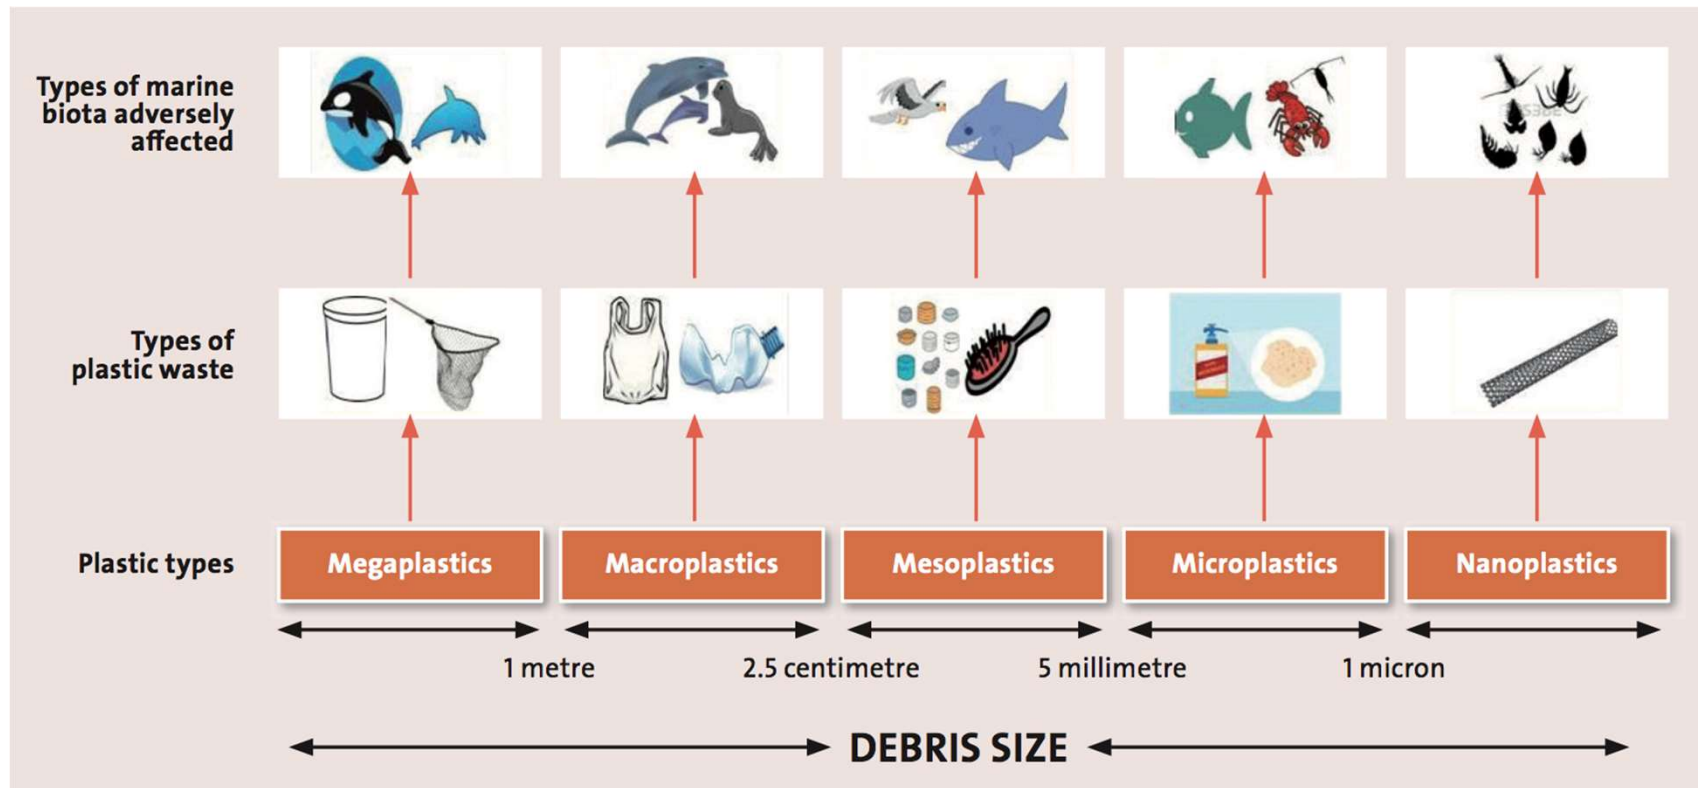 Types of marine
biota adversely
affected
Types of
plastic waste
Plastic types
Megaplastics
Macroplastics
Mesoplastics
Microplastics
Nanoplastics
1 metre
2.5 centimetre
5 millimetre
1 micron
DEBRIS SIZE